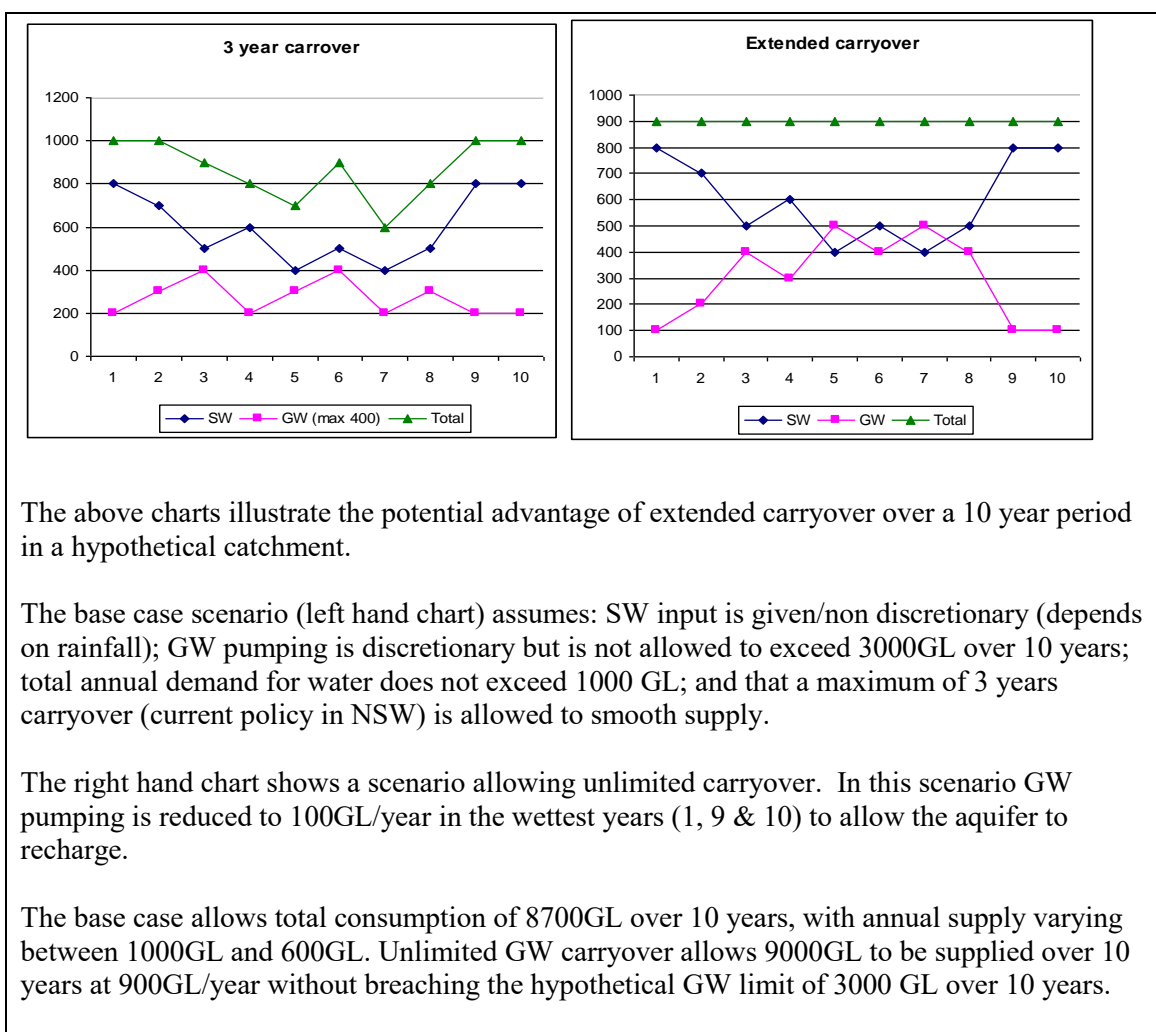 3 year carrover
1200
1000
800
600
400
200
0
1 2 3 4 5 6 7 8 9 10
SW GW (max 400) Total
Extended carryover
1000
900
800
700
600
500
400
300
200
100
0
1 2 3 4 5 6 7 8 9 10
SW GW Total
The above charts illustrate the potential advantage of extended carryover over a 10 year period
in a hypothetical catchment.
The base case scenario (left hand chart) assumes: SW input is given/non discretionary (depends
on rainfall); GW pumping is discretionary but is not allowed to exceed 3000GL over 10 years;
total annual demand for water does not exceed 1000 GL; and that a maximum of 3 years
carryover (current policy in NSW) is allowed to smooth supply.
The right hand chart shows a scenario allowing unlimited carryover. In this scenario GW
pumping is reduced to 100GL/year in the wettest years (1, 9 & 10) to allow the aquifer to
recharge.
The base case allows total consumption of 8700GL over 10 years, with annual supply varying
between 1000GL and 600GL. Unlimited GW carryover allows 9000GL to be supplied over 10
years at 900GL/year without breaching the hypothetical GW limit of 3000 GL over 10 years.